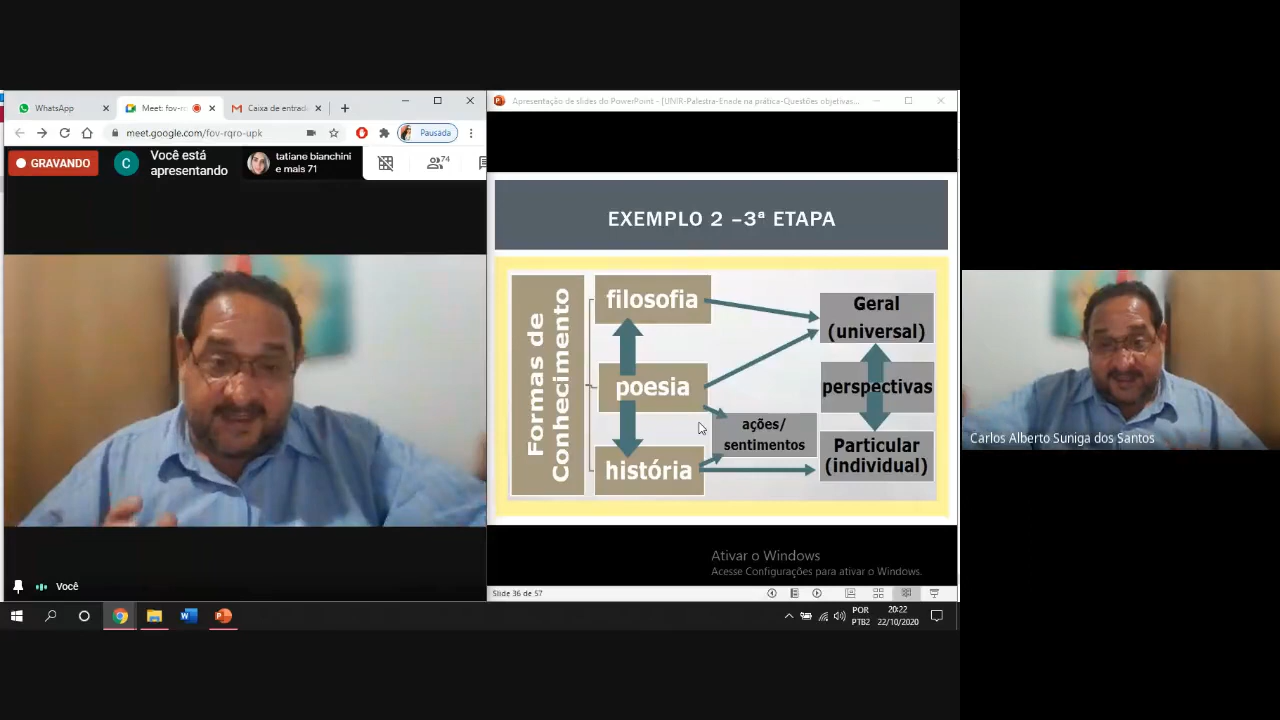 WhatsApp
Meet: fov-r
Caixa de entrad
meet.google.com/fov-rqro-upk
Pausada
GRAVANDO
C
Você está
apresentando
tatiane bianchini
e mais 71
74
Você
Apresentação de slides do PowerPoint - [UNIR-Palestra-Enade na prática-Questões objetivas...
EXEMPLO 2 –3ª ETAPA
Formas de
Conhecimento
filosofia
poesia
história
ações/
sentimentos
Geral
(universal)
perspectivas
Particular
(individual)
Ativar o Windows
Acesse Configurações para ativar o Windows.
Slide 36 de 57
POR
PTB2
20:22
22/10/2020
Carlos Alberto Suniga dos Santos